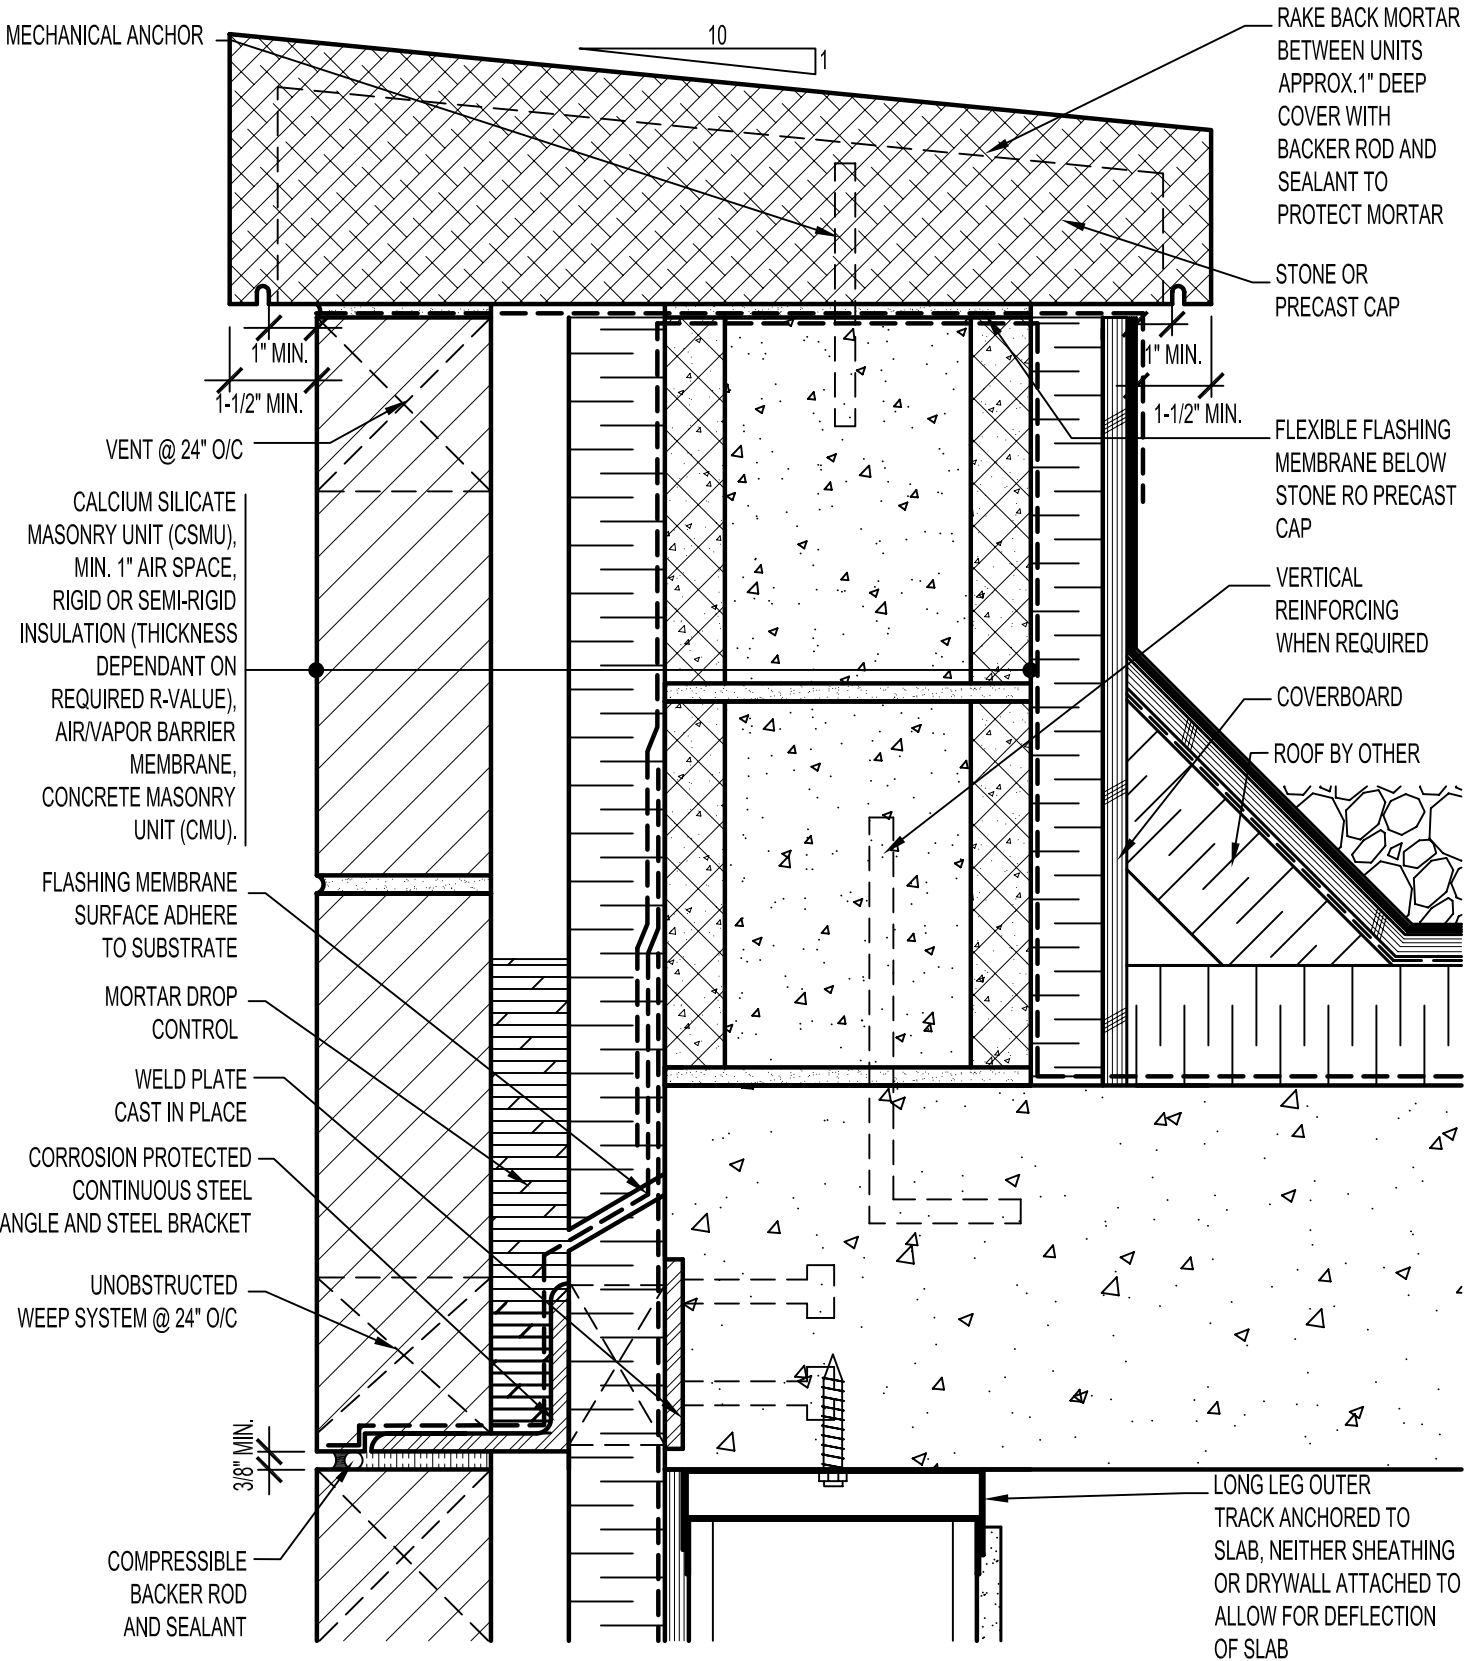 MECHANICAL ANCHOR
10
1
RAKE BACK MORTAR
BETWEEN UNITS
APPROX.1" DEEP
COVER WITH
BACKER ROD AND
SEALANT TO
PROTECT MORTAR
STONE OR
PRECAST CAP
1" MIN.
1-1/2" MIN.
1" MIN.
1-1/2" MIN.
VENT @ 24" O/C
FLEXIBLE FLASHING
MEMBRANE BELOW
STONE RO PRECAST
CAP
CALCIUM SILICATE
MASONRY UNIT (CSMU),
MIN. 1" AIR SPACE,
RIGID OR SEMI-RIGID
INSULATION (THICKNESS
DEPENDANT ON
REQUIRED R-VALUE),
AIR/VAPOR BARRIER
MEMBRANE,
CONCRETE MASONRY
UNIT (CMU).
VERTICAL
REINFORCING
WHEN REQUIRED
COVERBOARD
ROOF BY OTHER
FLASHING MEMBRANE
SURFACE ADHERE
TO SUBSTRATE
MORTAR DROP
CONTROL
WELD PLATE
CAST IN PLACE
CORROSION PROTECTED
CONTINUOUS STEEL
ANGLE AND STEEL BRACKET
UNOBSTRUCTED
WEEP SYSTEM @ 24" O/C
3/8" MIN.
COMPRESSIBLE
BACKER ROD
AND SEALANT
LONG LEG OUTER
TRACK ANCHORED TO
SLAB, NEITHER SHEATHING
OR DRYWALL ATTACHED TO
ALLOW FOR DEFLECTION
OF SLAB